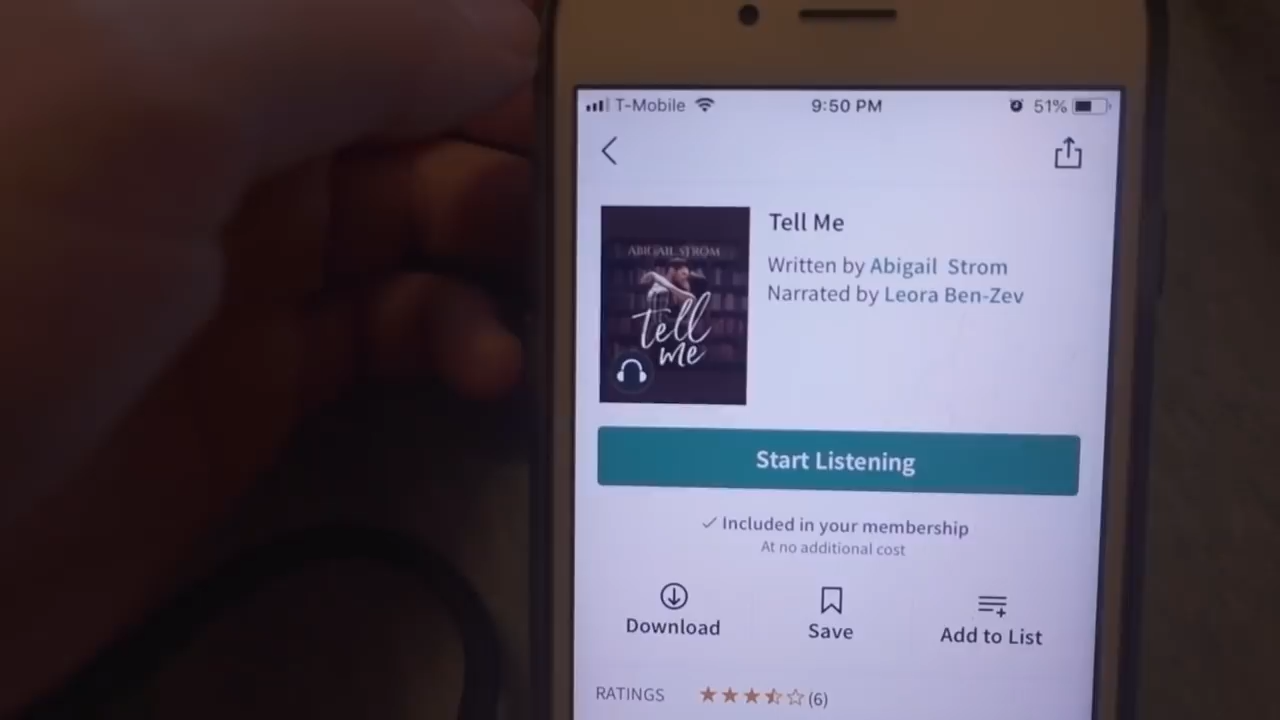 T-Mobile 9:50 PM 51%
Tell Me
Written by Abigail Strom
Narrated by Leora Ben-Zev
ABIGAIL STROM
tell
me
Start Listening
Included in your membership
At no additional cost
Download Save Add to List
RATINGS (6)